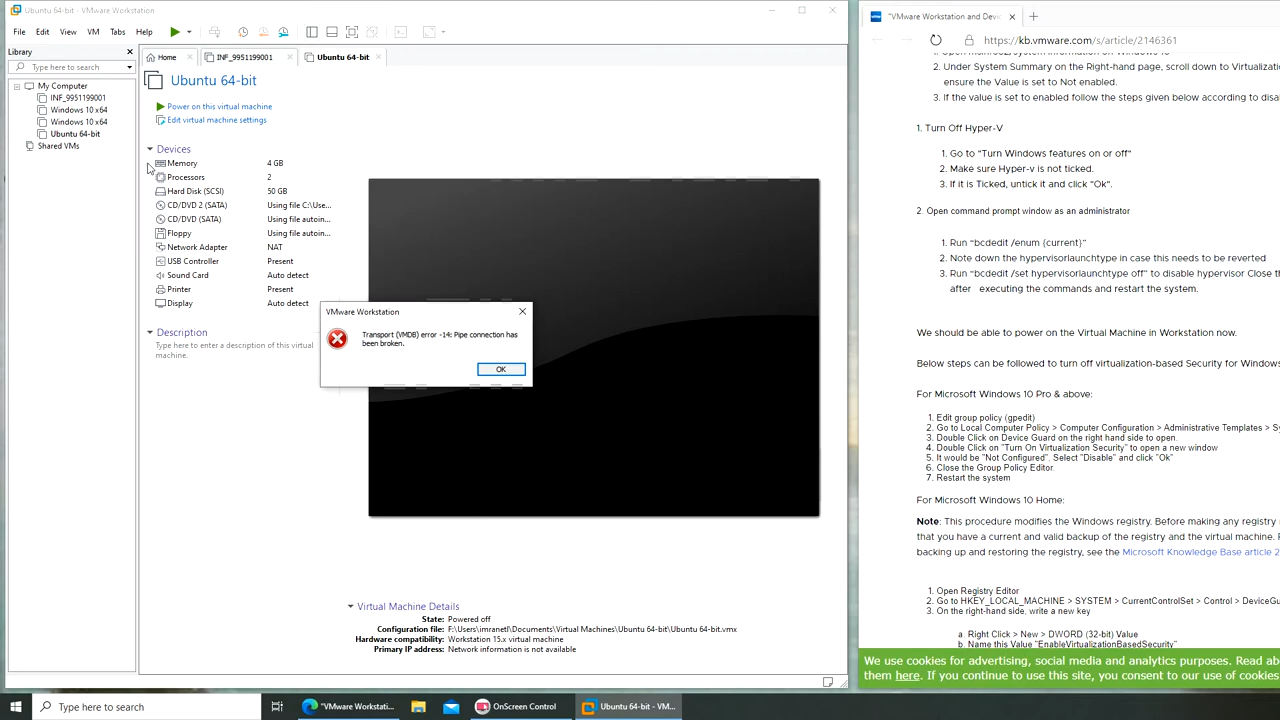 Ubuntu 64-bit - VMware Workstation
File Edit View VM Tabs Help
Library
Type here to search
My Computer
INF_9951199001
Windows 10 x64
Windows 10 x64
Ubuntu 64-bit
Shared VMs
Home INF_9951199001 Ubuntu 64-bit
Ubuntu 64-bit
Power on this virtual machine
Edit virtual machine settings
Devices
Memory 4 GB
Processors 2
Hard Disk (SCSI) 50 GB
CD/DVD 2 (SATA) Using file C:\Use...
CD/DVD (SATA) Using file autoin...
Floppy Using file autoin...
Network Adapter NAT
USB Controller Present
Sound Card Auto detect
Printer Present
Display Auto detect
Description
Type here to enter a description of this virtual
machine.
VMware Workstation
Transport (VMDB) error -14: Pipe connection has
been broken.
OK
Virtual Machine Details
State: Powered off
Configuration file: F:\Users\imranetl\Documents\Virtual Machines\Ubuntu 64-bit\Ubuntu 64-bit.vmx
Hardware compatibility: Workstation 15.x virtual machine
Primary IP address: Network information is not available
"VMware Workstation and Devic
https://kb.vmware.com/s/article/2146361
2. Under System Summary on the Right-hand page, scroll down to Virtualiza
ensure the Value is set to Not enabled.
3. If the value is set to enabled follow the steps given below according to disa
1. Turn Off Hyper-V
1. Go to "Turn Windows features on or off"
2. Make sure Hyper-v is not ticked.
3. If it is Ticked, untick it and click "Ok".
2. Open command prompt window as an administrator
1. Run "bcdedit /enum {current}"
2. Note down the hypervisorlaunchtype in case this needs to be reverted
3. Run "bcdedit /set hypervisorlaunchtype off" to disable hypervisor Close th
after executing the commands and restart the system.
We should be able to power on the Virtual Machine in Workstation now.
Below steps can be followed to turn off virtualization-based Security for Windows
For Microsoft Windows 10 Pro & above:
1. Edit group policy (gpedit)
2. Go to Local Computer Policy > Computer Configuration > Administrative Templates > Sy
3. Double Click on Device Guard on the right hand side to open.
4. Double Click on "Turn On Virtualization Security" to open a new window
5. It would be "Not Configured". Select "Disable" and click "Ok"
6. Close the Group Policy Editor.
7. Restart the system
For Microsoft Windows 10 Home:
Note: This procedure modifies the Windows registry. Before making any registry
that you have a current and valid backup of the registry and the virtual machine.
backing up and restoring the registry, see the Microsoft Knowledge Base article 2
1. Open Registry Editor
2. Go to HKEY_LOCAL_MACHINE > SYSTEM > CurrentControlSet > Control > DeviceGu
3. On the right-hand side, write a new key
a. Right Click > New > DWORD (32-bit) Value
b. Name this Value "EnableVirtualizationBasedSecurity"
We use cookies for advertising, social media and analytics purposes. Read abo
them here. If you continue to use this site, you consent to our use of cookies
Type here to search
"VMware Workstati...
OnScreen Control
Ubuntu 64-bit - VM...